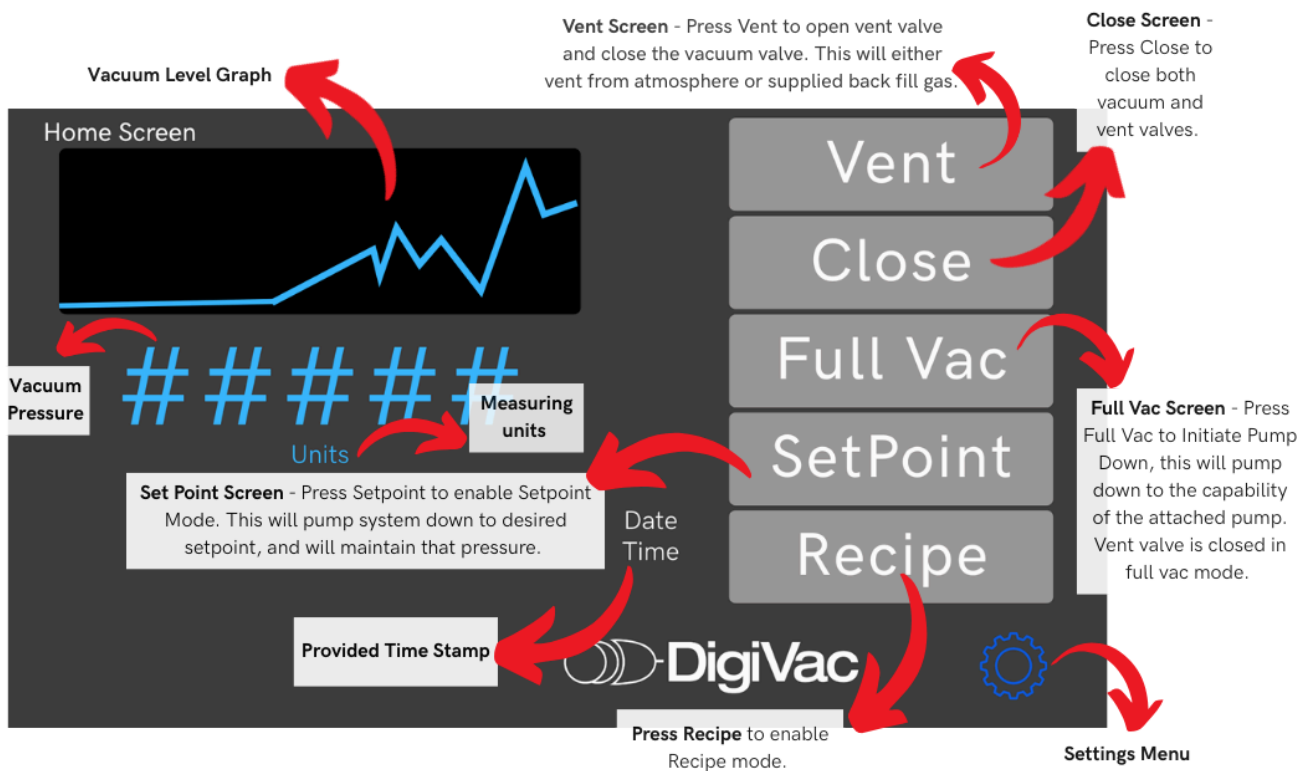 Vacuum Level Graph
Vent Screen - Press Vent to open vent valve
and close the vacuum valve. This will either
vent from atmosphere or supplied back fill gas.
Close Screen -
Press Close to
close both
vacuum and
vent valves.
Home Screen
Vent
Close
Full Vac
SetPoint
Recipe
Vacuum
Pressure
# # # # #
Units
Measuring
units
Set Point Screen - Press Setpoint to enable Setpoint
Mode. This will pump system down to desired
setpoint, and will maintain that pressure.
Date
Time
Full Vac Screen - Press
Full Vac to Initiate Pump
Down, this will pump
down to the capability
of the attached pump.
Vent valve is closed in
full vac mode.
Provided Time Stamp
DigiVac
Press Recipe to enable
Recipe mode.
Settings Menu